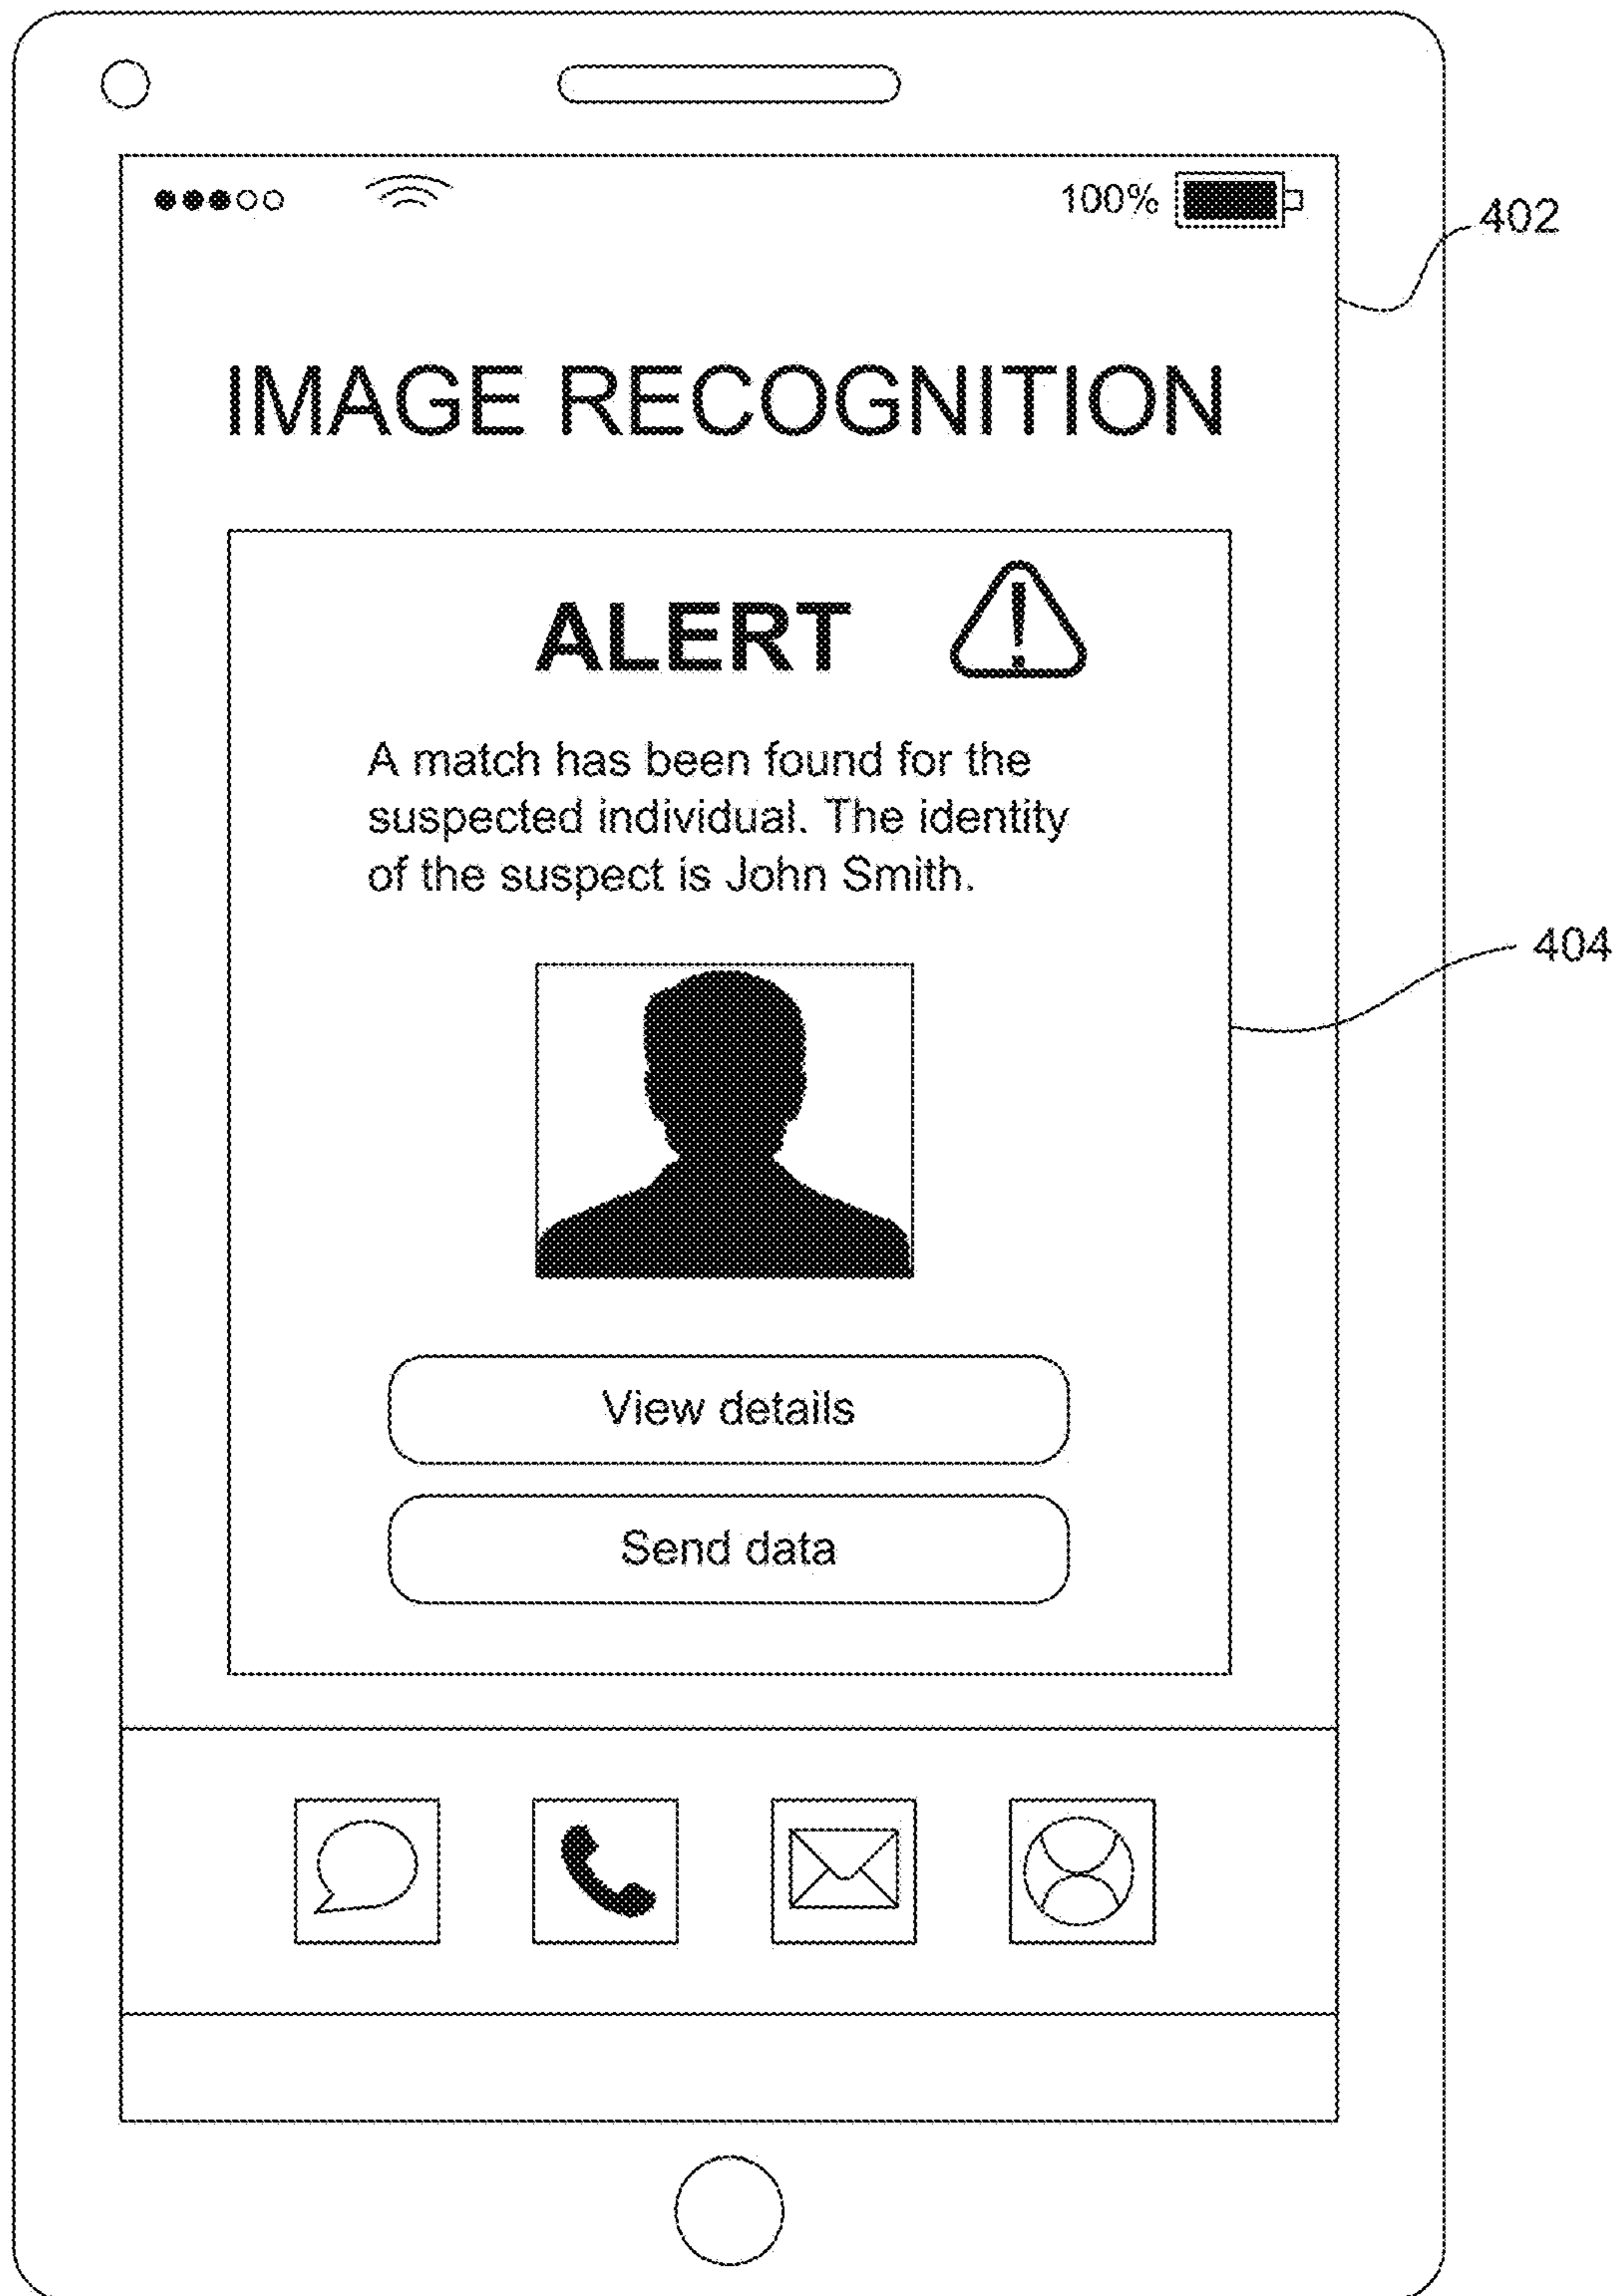 100%
402
IMAGE RECOGNITION
ALERT
A match has been found for the
suspected individual. The identity
of the suspect is John Smith.
404
View details
Send data